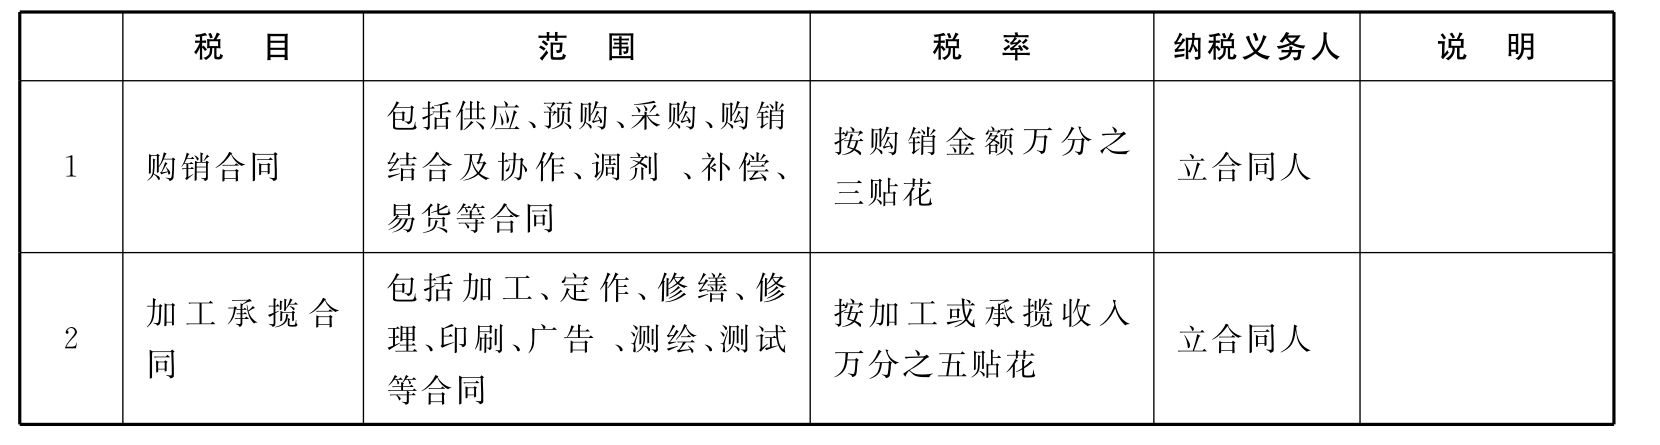 税 目 范 围 税 率 纳税义务人 说 明
1
购销合同
包括供应、预购、采购、购销
结合及协作、调剂、补偿、
易货等合同
按购销金额万分之
三贴花
立合同人
2
加工承揽合
同
包括加工、定作、修缮、修
理、印刷、广告、测绘、测试
等合同
按加工或承揽收入
万分之五贴花
立合同人